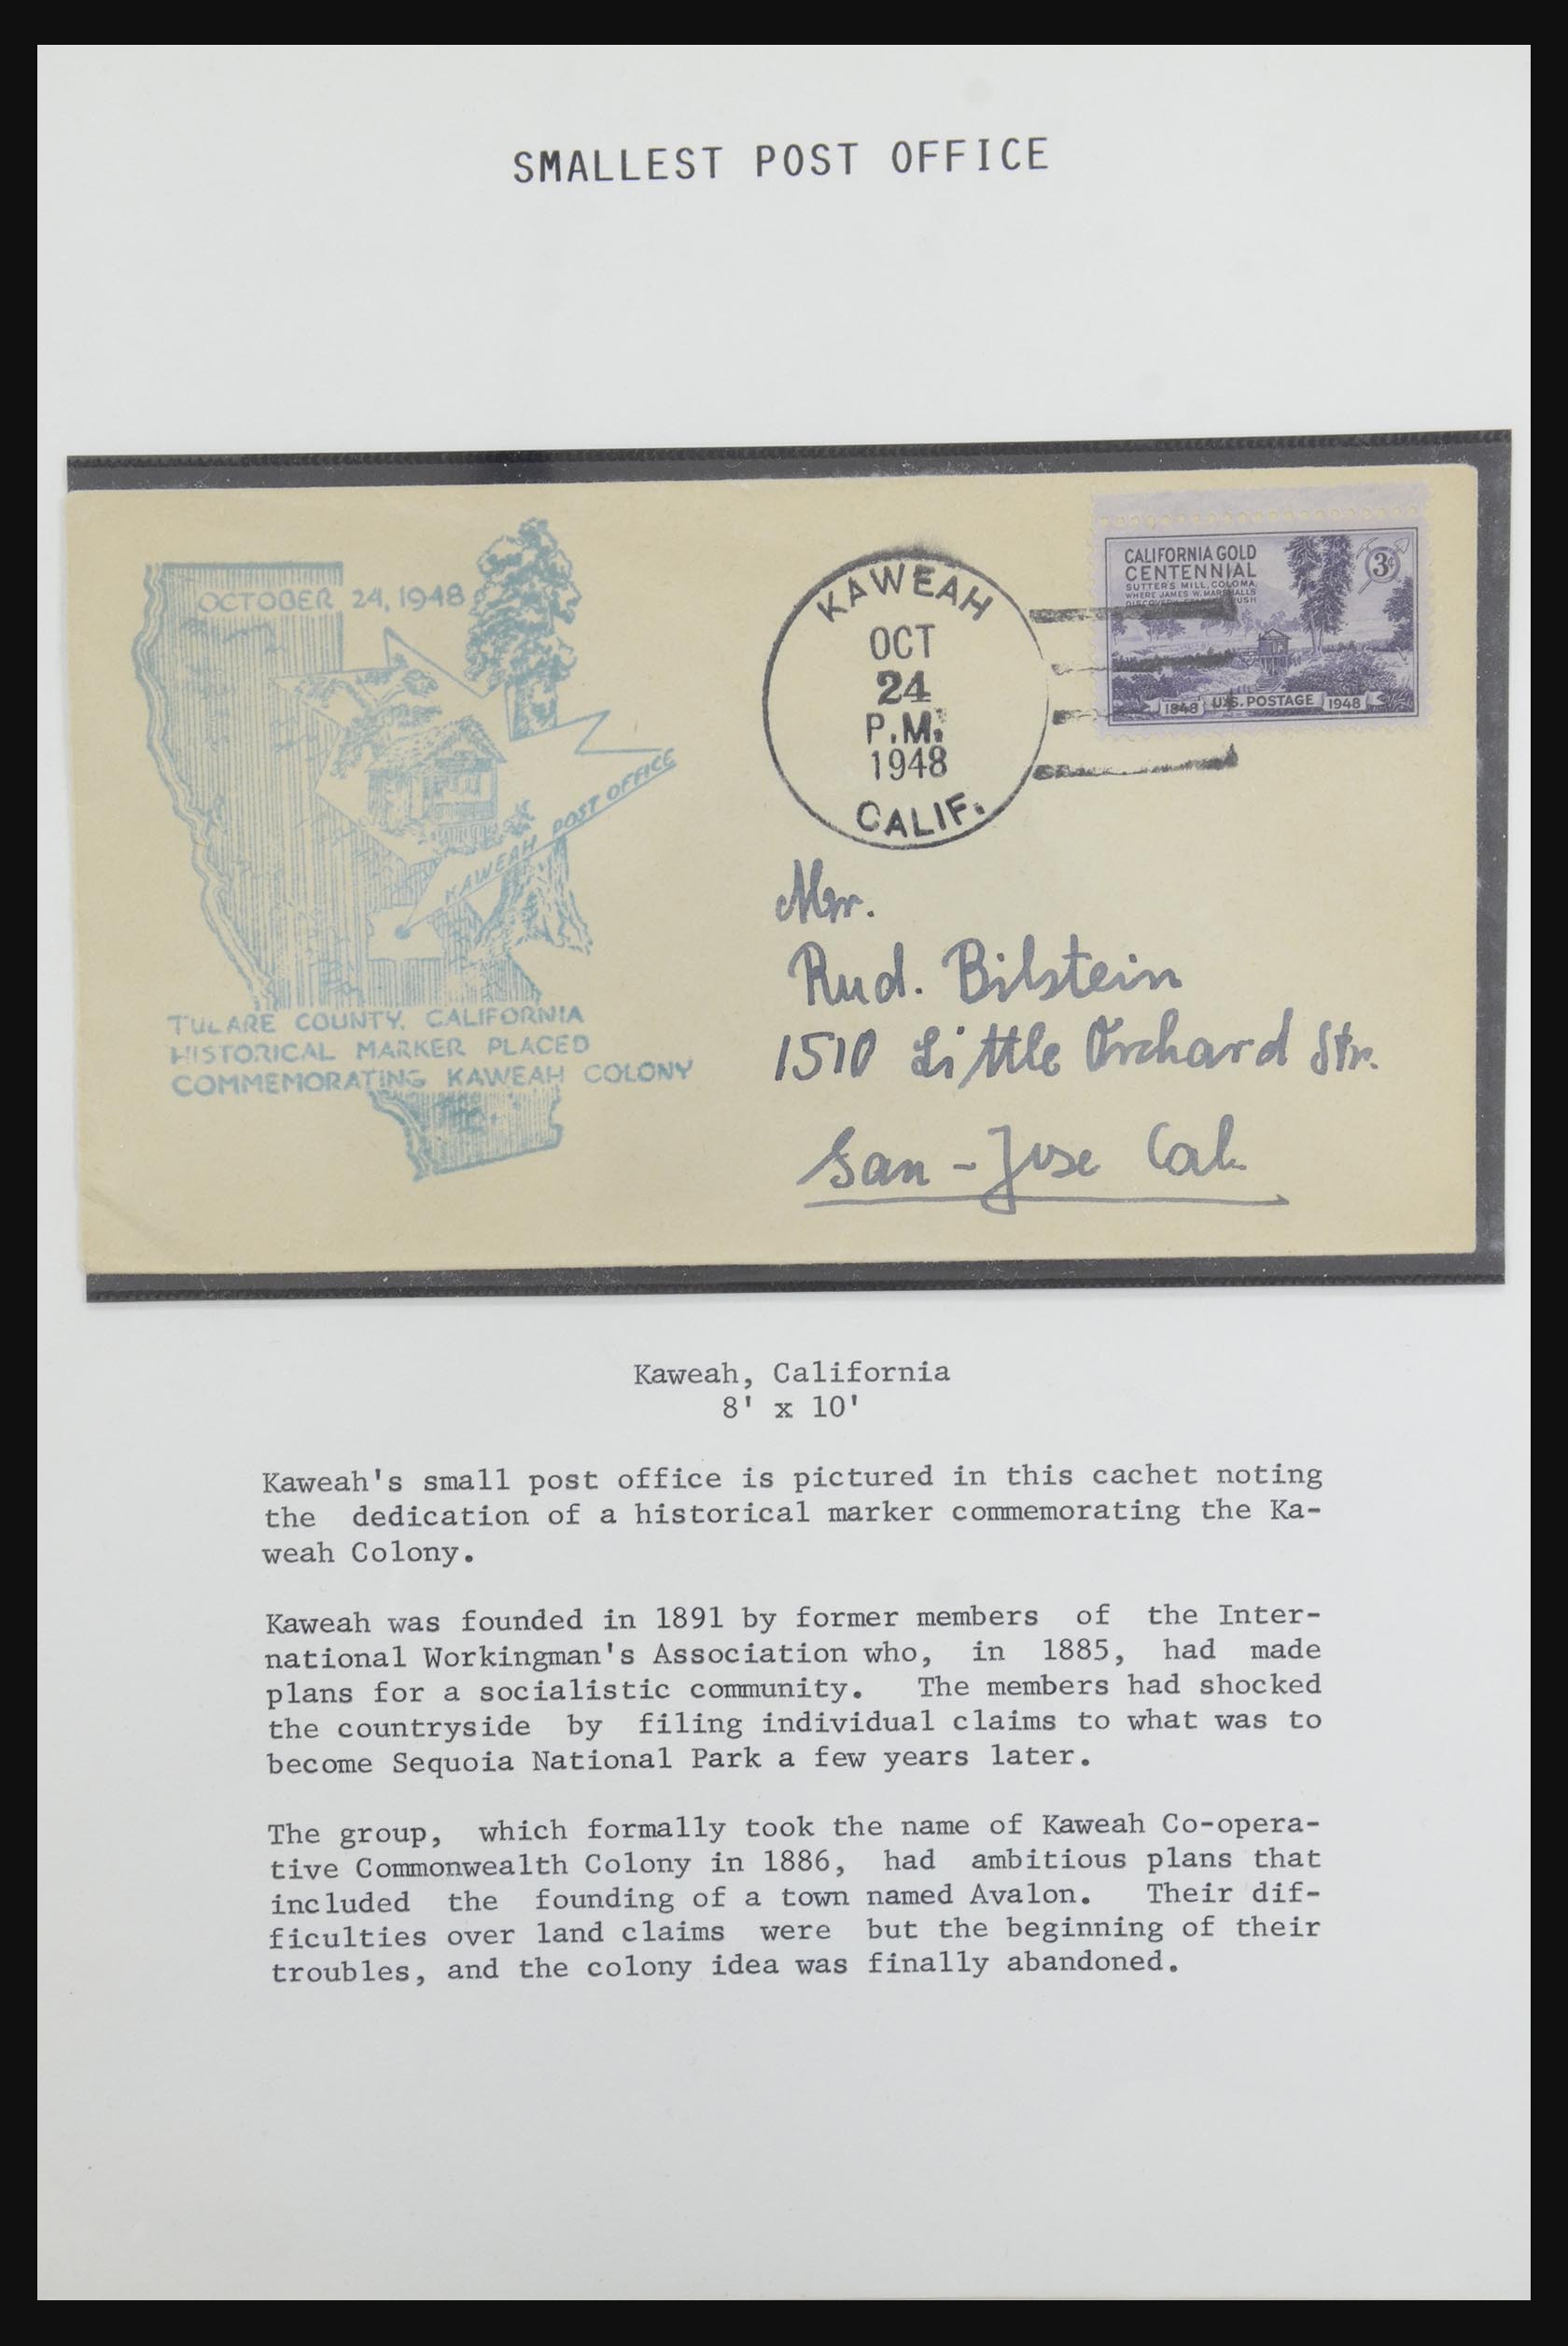 SMALLEST POST OFFICE
OCTOBER 24, 1948
KAWEAH POST OFFICE
TULARE COUNTY, CALIFORNIA
HISTORICAL MARKER PLACED
COMMEMORATING KAWEAH COLONY
KAWEAH
OCT
24
P.M.
1948
CALIF.
CALIFORNIA GOLD
CENTENNIAL
SUTTER'S MILL, COLOMA,
WHERE JAMES W. MARSHALL'S
3¢
1848 U.S. POSTAGE 1948
Mr.
Rud. Bilstein
1510 Little Orchard Str.
San-Jose Cal.
Kaweah, California
8' x 10'
Kaweah's small post office is pictured in this cachet noting
the dedication of a historical marker commemorating the Ka-
weah Colony.
Kaweah was founded in 1891 by former members of the Inter-
national Workingman's Association who, in 1885, had made
plans for a socialistic community. The members had shocked
the countryside by filing individual claims to what was to
become Sequoia National Park a few years later.
The group, which formally took the name of Kaweah Co-opera-
tive Commonwealth Colony in 1886, had ambitious plans that
included the founding of a town named Avalon. Their dif-
ficulties over land claims were but the beginning of their
troubles, and the colony idea was finally abandoned.